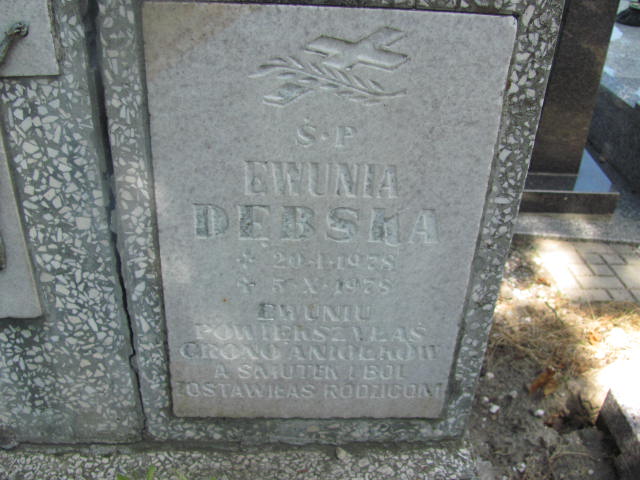 Ś·P
EWUNIA
DĘBSKA
20·I·1978
5·X·1978
EWUNIU
POWIĘKSZYŁAŚ
GRONO ANIOŁKÓW
A SMUTEK I BÓL
ZOSTAWIŁAŚ RODZICOM